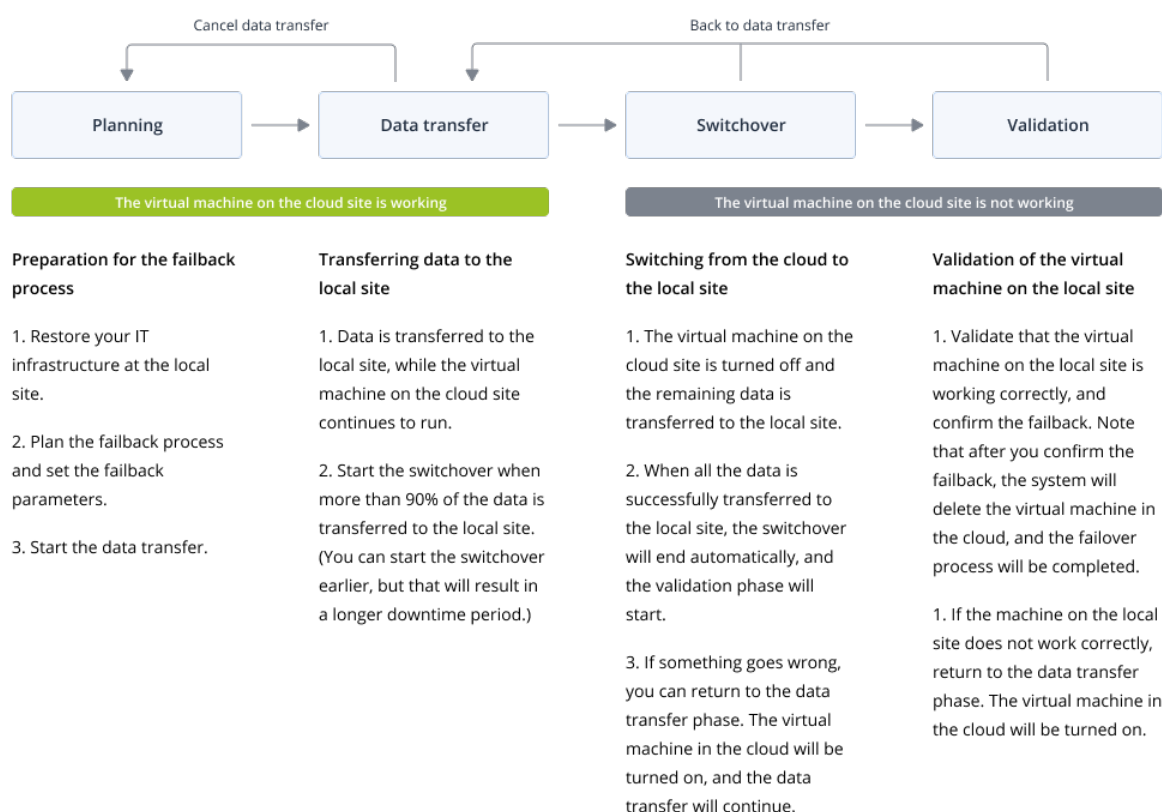 Cancel data transfer
Back to data transfer
Planning
Data transfer
Switchover
Validation
The virtual machine on the cloud site is working
The virtual machine on the cloud site is not working
Preparation for the failback
process
1. Restore your IT
infrastructure at the local
site.
2. Plan the failback process
and set the failback
parameters.
3. Start the data transfer.
Transferring data to the
local site
1. Data is transferred to the
local site, while the virtual
machine on the cloud site
continues to run.
2. Start the switchover when
more than 90% of the data is
transferred to the local site.
(You can start the switchover
earlier, but that will result in
a longer downtime period.)
Switching from the cloud to
the local site
1. The virtual machine on the
cloud site is turned off and
the remaining data is
transferred to the local site.
2. When all the data is
successfully transferred to
the local site, the switchover
will end automatically, and
the validation phase will
start.
3. If something goes wrong,
you can return to the data
transfer phase. The virtual
machine in the cloud will be
turned on, and the data
transfer will continue.
Validation of the virtual
machine on the local site
1. Validate that the virtual
machine on the local site is
working correctly, and
confirm the failback. Note
that after you confirm the
failback, the system will
delete the virtual machine in
the cloud, and the failover
process will be completed.
1. If the machine on the local
site does not work correctly,
return to the data transfer
phase. The virtual machine in
the cloud will be turned on.